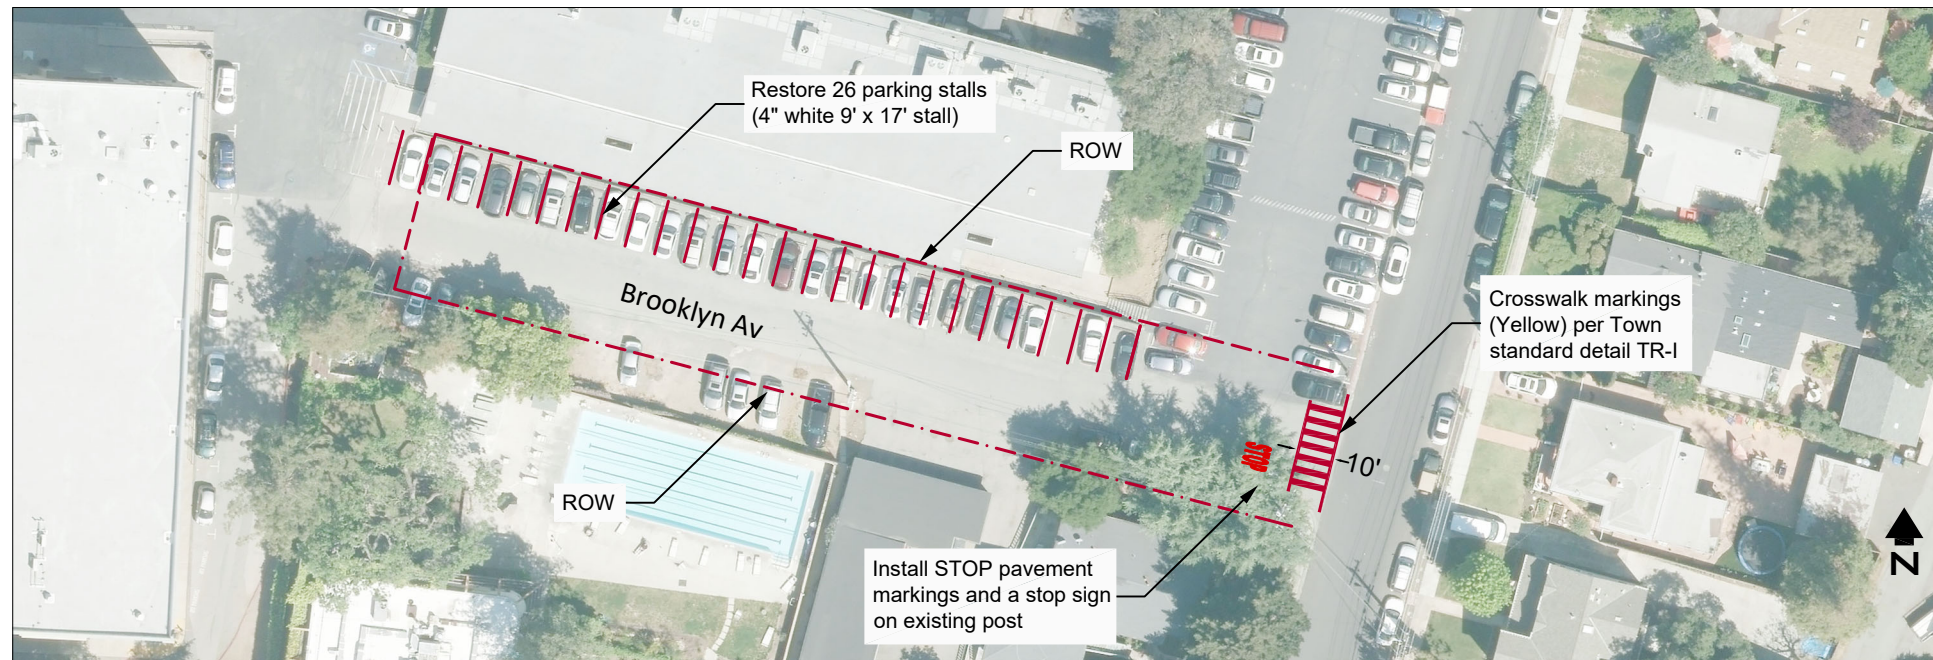 Restore 26 parking stalls
(4" white 9' x 17' stall)
ROW
Brooklyn Av
Crosswalk markings
(Yellow) per Town
standard detail TR-I
STOP
10'
ROW
Install STOP pavement
markings and a stop sign
on existing post
N